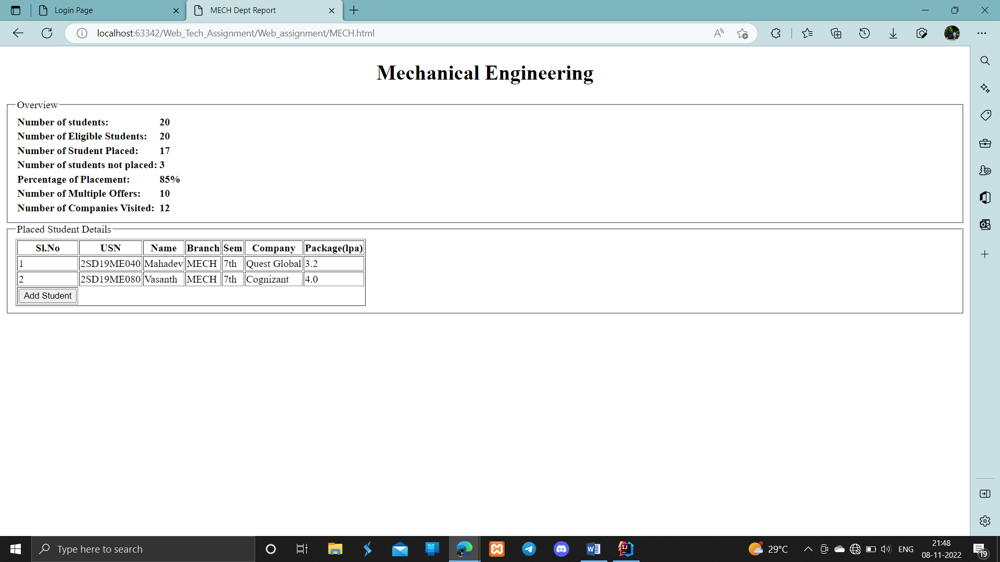 Login Page
MECH Dept Report
localhost:63342/Web_Tech_Assignment/Web_assignment/MECH.html
Mechanical Engineering
Overview
Number of students: 20
Number of Eligible Students: 20
Number of Student Placed: 17
Number of students not placed: 3
Percentage of Placement: 85%
Number of Multiple Offers: 10
Number of Companies Visited: 12
Placed Student Details
Sl.No USN Name Branch Sem Company Package(lpa)
1 2SD19ME040 Mahadev MECH 7th Quest Global 3.2
2 2SD19ME080 Vasanth MECH 7th Cognizant 4.0
Add Student
Type here to search
29°C
ENG
21:48
08-11-2022
19